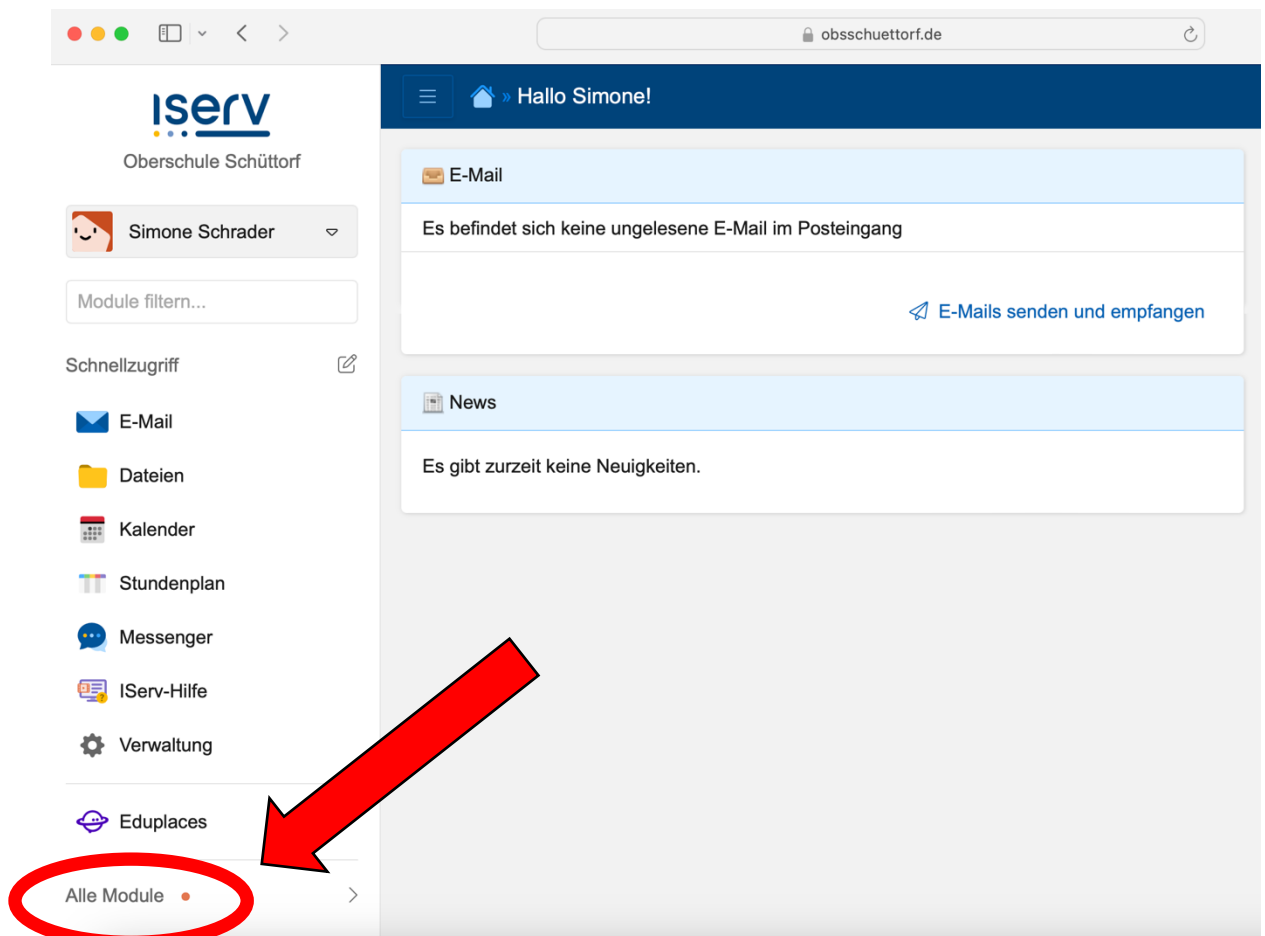 obsschuettorf.de
IServ
Oberschule Schüttorf
» Hallo Simone!
Simone Schrader
Module filtern...
Schnellzugriff
E-Mail
Dateien
Kalender
Stundenplan
Messenger
IServ-Hilfe
Verwaltung
Eduplaces
Alle Module
E-Mail
Es befindet sich keine ungelesene E-Mail im Posteingang
E-Mails senden und empfangen
News
Es gibt zurzeit keine Neuigkeiten.